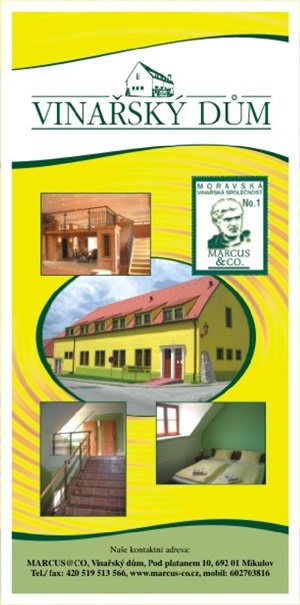 VINAŘSKÝ DŮM
MORAVSKÁ
VINAŘSKÁ SPOLEČNOST
No.1
MARCUS
&CO.
Naše kontaktní adresa:
MARCUS@CO, Vinařský dům, Pod platanem 10, 692 01 Mikulov
Tel./ fax: 420 519 513 566, www.marcus-co.cz, mobil: 602703816